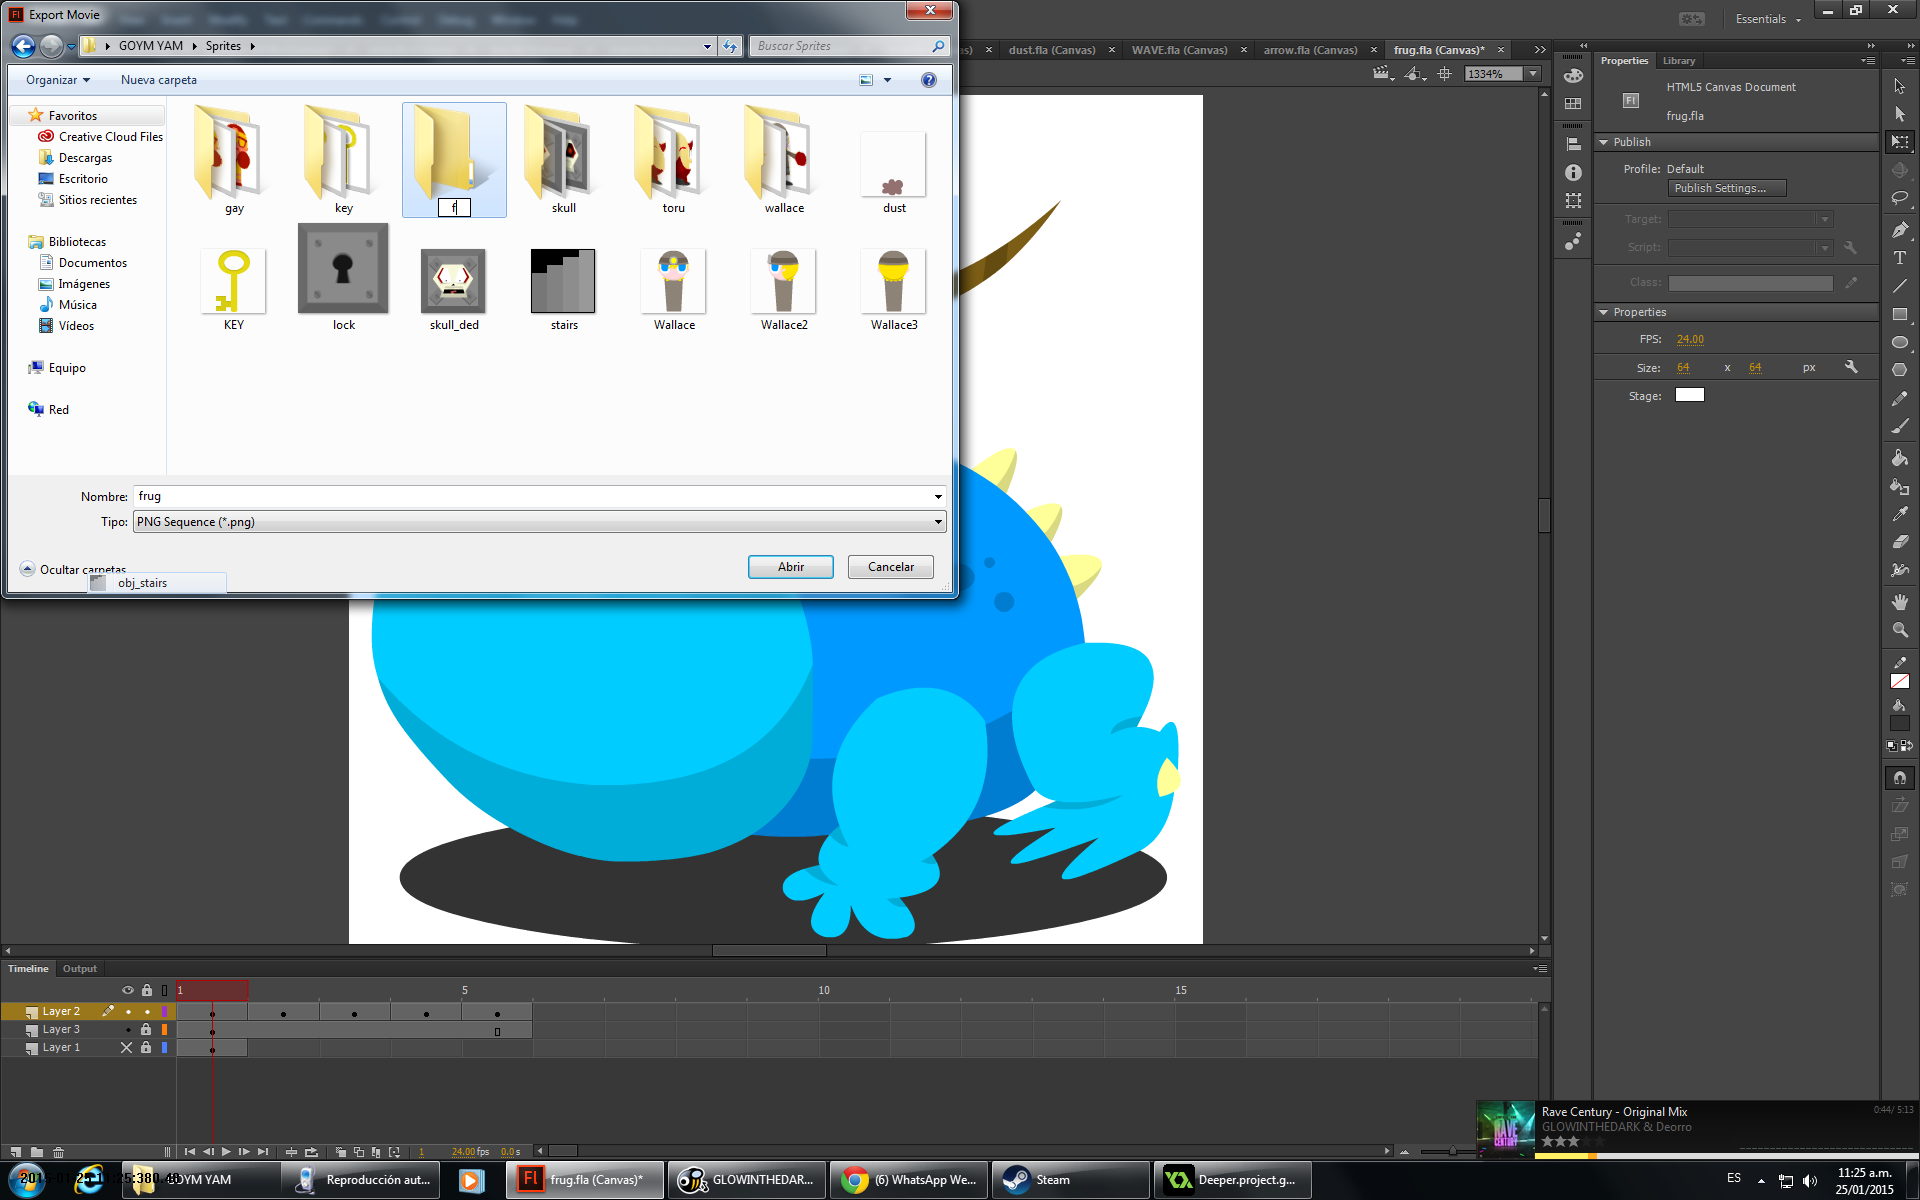 Export Movie
GOYM YAM ▸ Sprites ▸
Buscar Sprites
Organizar
Nueva carpeta
Favoritos
Creative Cloud Files
Descargas
Escritorio
Sitios recientes
Bibliotecas
Documentos
Imágenes
Música
Vídeos
Equipo
Red
gay
key
f
skull
toru
wallace
dust
KEY
lock
skull_ded
stairs
Wallace
Wallace2
Wallace3
Nombre: frug
Tipo: PNG Sequence (*.png)
Ocultar carpetas
obj_stairs
Abrir
Cancelar
dust.fla (Canvas)
WAVE.fla (Canvas)
arrow.fla (Canvas)
frug.fla (Canvas)*
1334%
Essentials
Properties
Library
HTML5 Canvas Document
Fl
frug.fla
Publish
Profile: Default
Publish Settings...
Target:
Script:
Class:
Properties
FPS: 24.00
Size: 64 x 64 px
Stage:
Timeline
Output
1 5 10 15
Layer 2
Layer 3
Layer 1
1 24.00 fps 0.0 s
RAVE CENTURY
Rave Century - Original Mix
GLOWINTHEDARK & Deorro
0:44/ 5:13
GOYM YAM
Reproducción aut...
frug.fla (Canvas)*
GLOWINTHEDAR...
(6) WhatsApp We...
Steam
Deeper.project.g...
ES
11:25 a.m.
25/01/2015